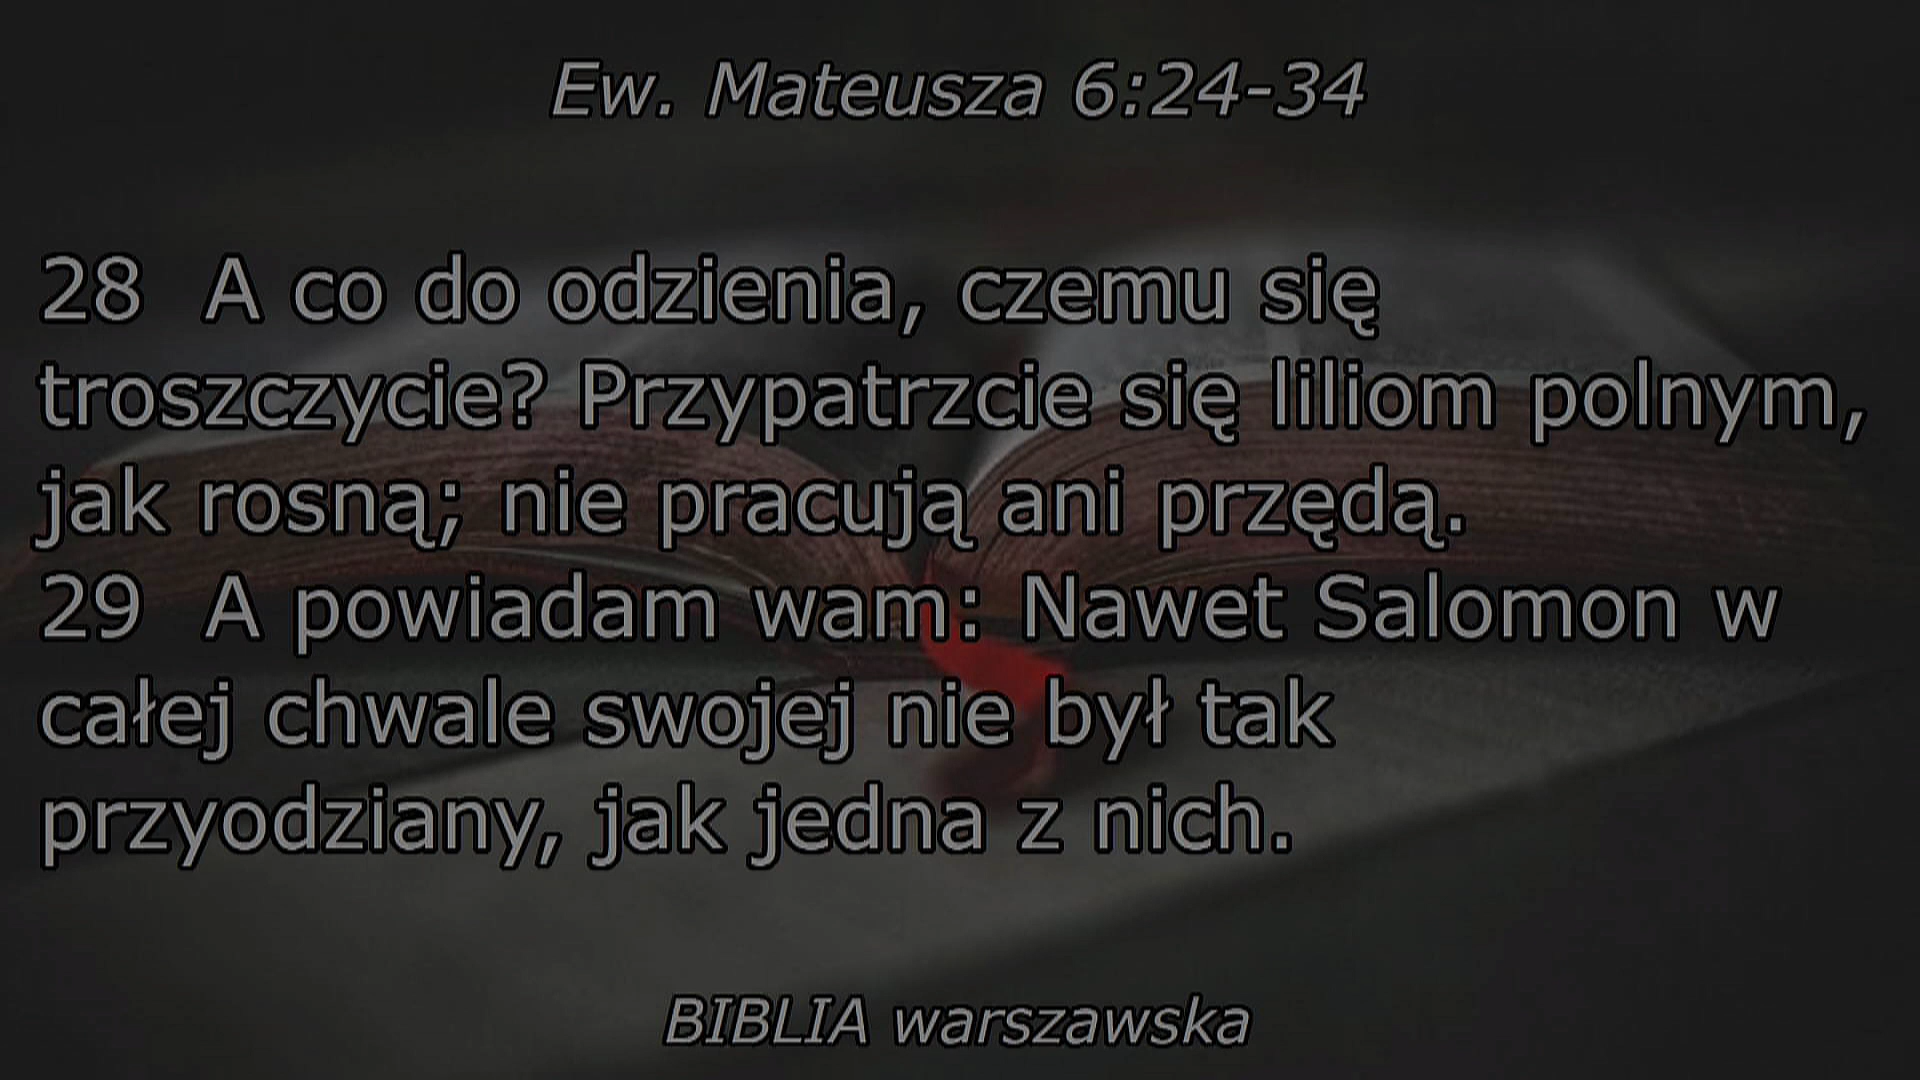 Ew. Mateusza 6:24-34
28 A co do odzienia, czemu się
troszczycie? Przypatrzcie się liliom polnym,
jak rosną; nie pracują ani przędą.
29 A powiadam wam: Nawet Salomon w
całej chwale swojej nie był tak
przyodziany, jak jedna z nich.
BIBLIA warszawska